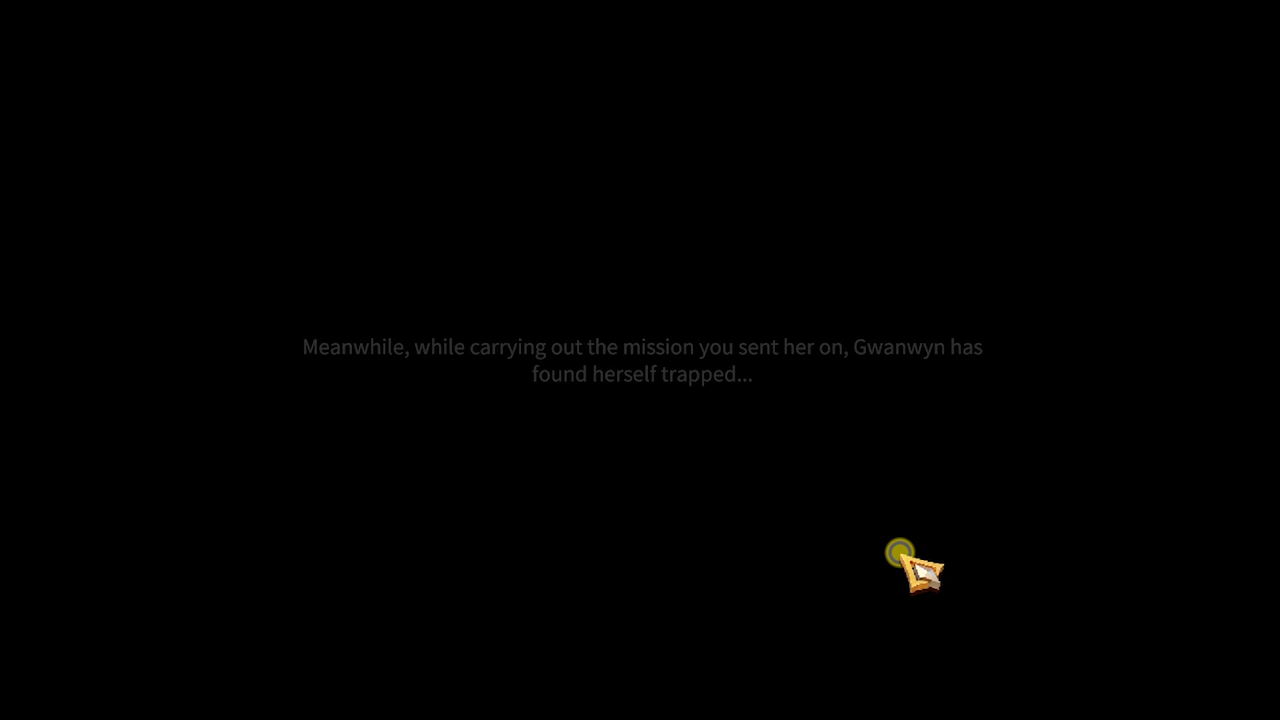 Meanwhile, while carrying out the mission you sent her on, Gwanwyn has
found herself trapped...